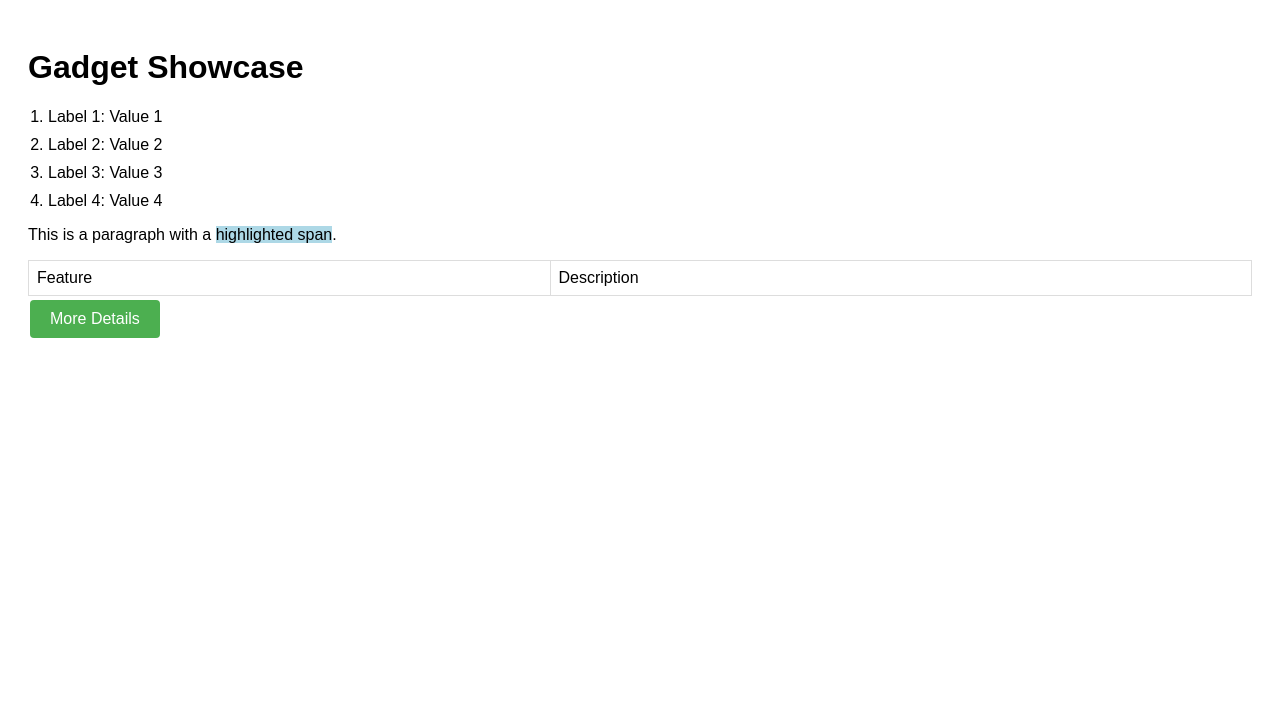 Gadget Showcase
1. Label 1: Value 1
2. Label 2: Value 2
3. Label 3: Value 3
4. Label 4: Value 4
This is a paragraph with a highlighted span.
Feature Description
More Details